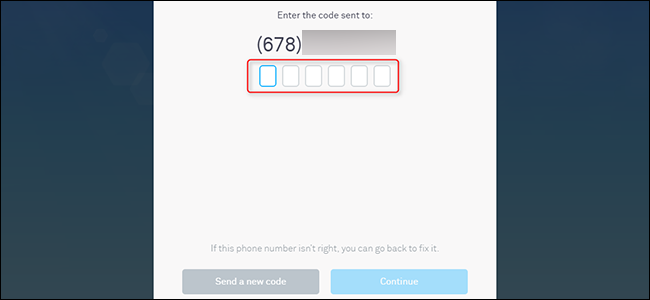 Enter the code sent to:
(678)
If this phone number isn't right, you can go back to fix it.
Send a new code
Continue